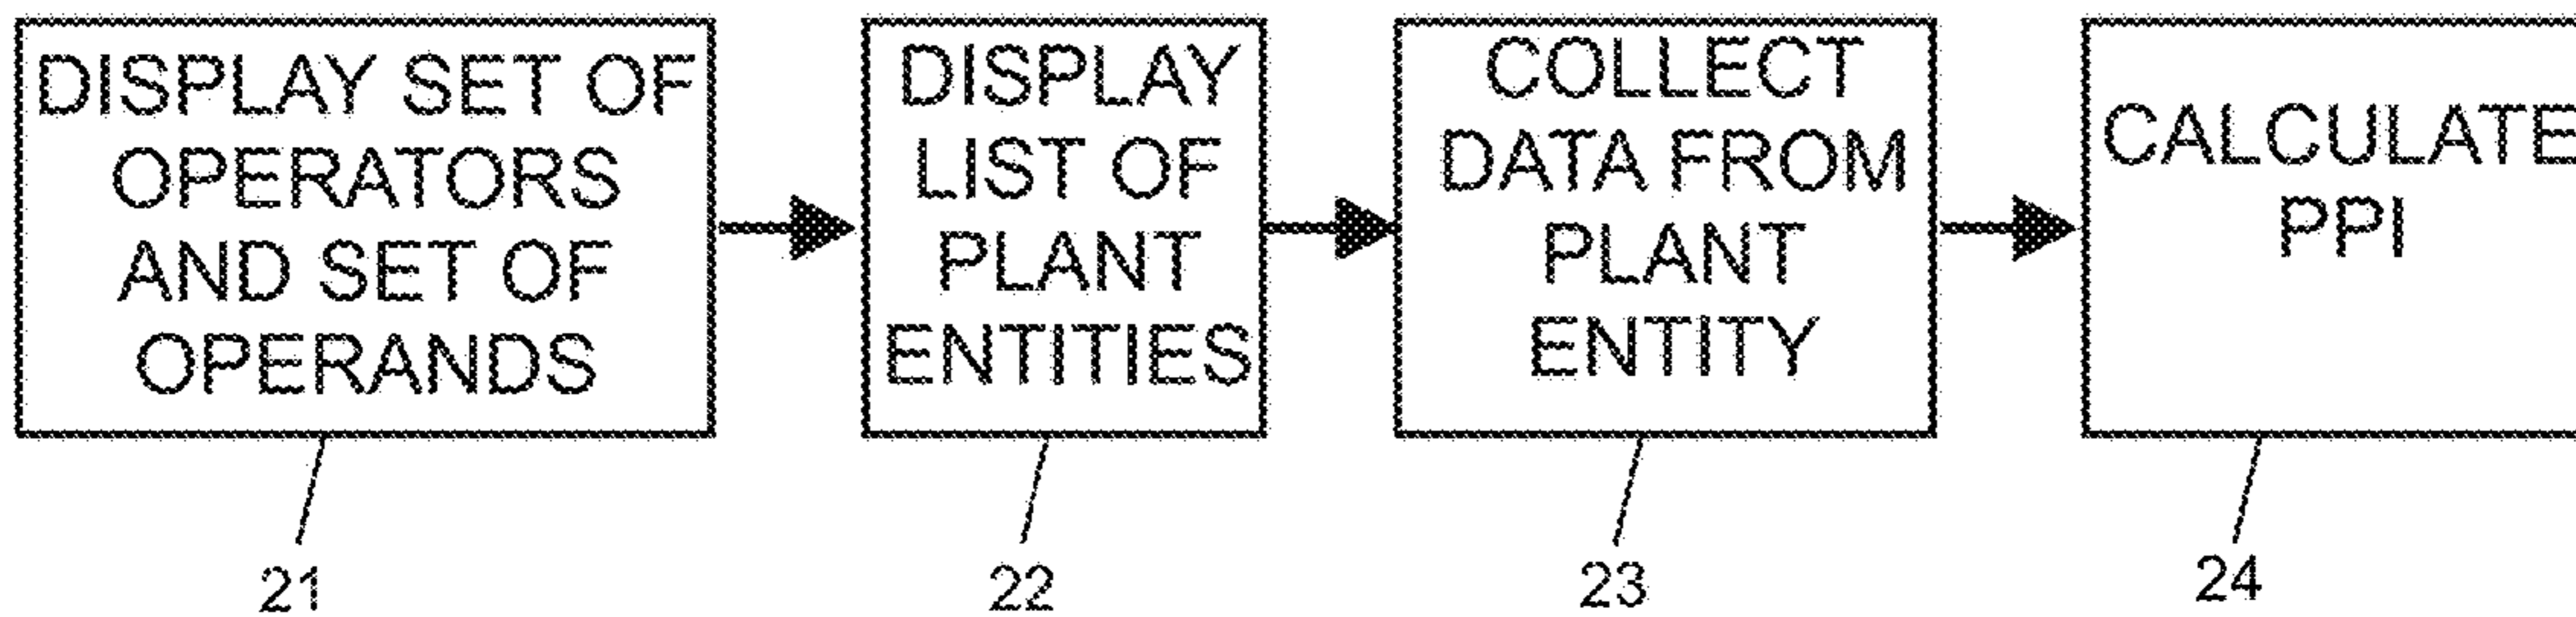 DISPLAY SET OF
OPERATORS
AND SET OF
OPERANDS
DISPLAY
LIST OF
PLANT
ENTITIES
COLLECT
DATA FROM
PLANT
ENTITY
CALCULATE
PPI
21
22
23
24